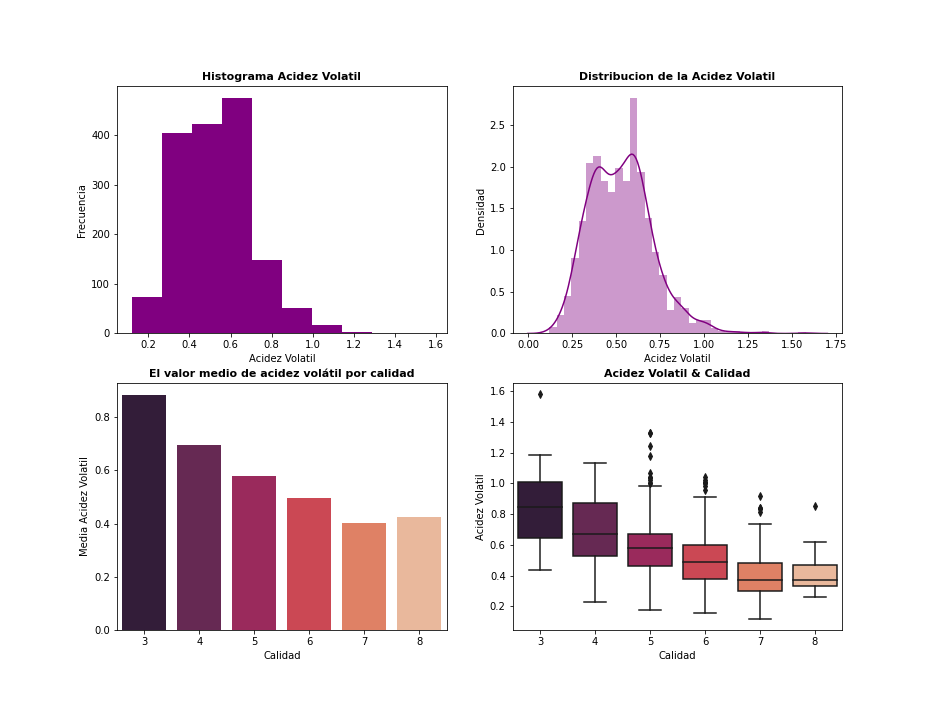 Histograma Acidez Volatil
Frecuencia
400
300
200
100
0
0.2 0.4 0.6 0.8 1.0 1.2 1.4 1.6
Acidez Volatil
Distribucion de la Acidez Volatil
Densidad
2.5
2.0
1.5
1.0
0.5
0.0
0.00 0.25 0.50 0.75 1.00 1.25 1.50 1.75
Acidez Volatil
El valor medio de acidez volátil por calidad
Media Acidez Volatil
0.8
0.6
0.4
0.2
0.0
3 4 5 6 7 8
Calidad
Acidez Volatil & Calidad
Acidez Volatil
1.6
1.4
1.2
1.0
0.8
0.6
0.4
0.2
3 4 5 6 7 8
Calidad